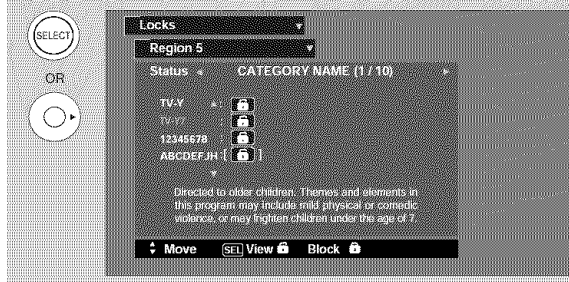 SELECT
OR
Locks
Region 5
Status CATEGORY NAME (1 / 10)
TV-Y :
TV-Y7 :
12345678 :
ABCDEFJH [ ]
Directed to older children. Themes and elements in
this program may include mild physical or comedic
violence, or may frighten children under the age of 7.
Move SEL View Block